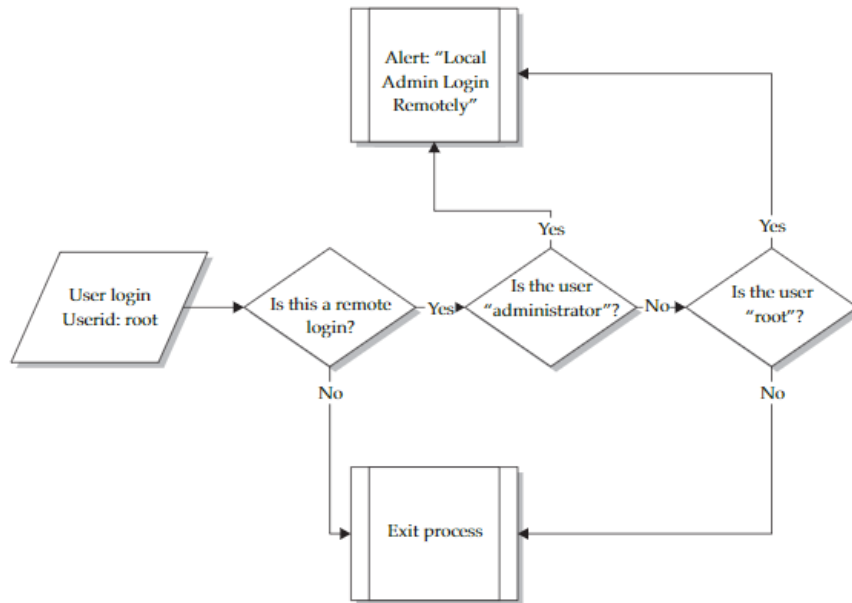 Alert: “Local
Admin Login
Remotely”
Yes
Yes
User login
Userid: root
Is this a remote
login?
Yes
Is the user
“administrator”?
No
Is the user
“root”?
No
No
Exit process